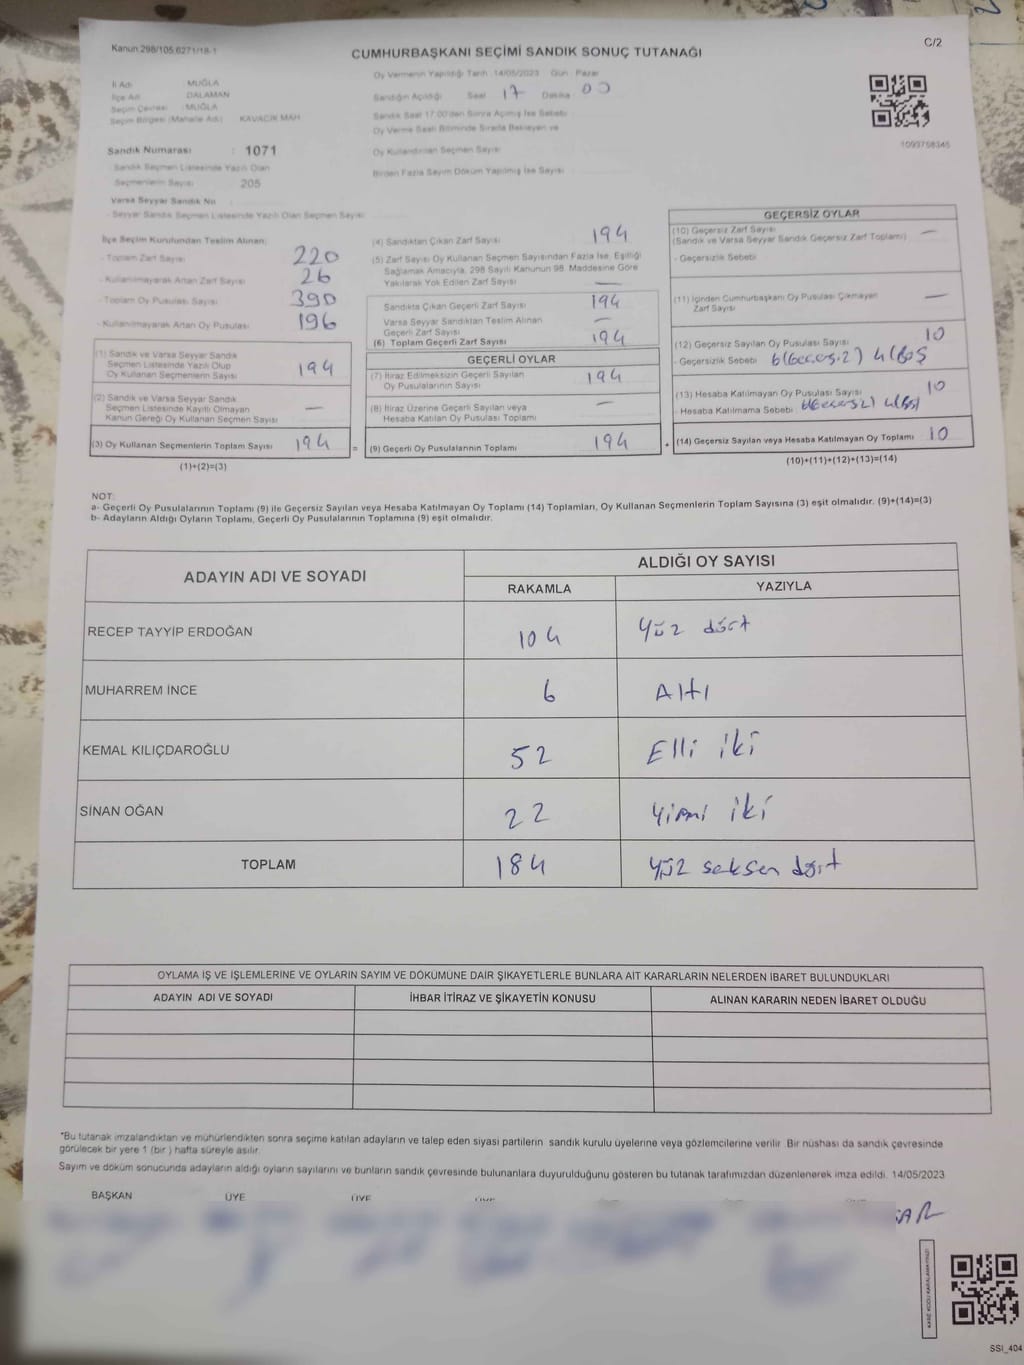 Kanun 298/105,6271/18-1
C/2
CUMHURBAŞKANI SEÇİMİ SANDIK SONUÇ TUTANAĞI
İl Adı : MUĞLA
İlçe Adı : DALAMAN
Seçim Çevresi : MUĞLA
Seçim Bölgesi (Mahalle Adı) : KAVACIK MAH
Sandık Numarası : 1071
Sandık Seçmen Listesinde Yazılı Olan
Seçmenlerin Sayısı : 205
Varsa Seyyar Sandık No
- Seyyar Sandık Seçmen Listesinde Yazılı Olan Seçmen Sayısı
Oy Vermenin Yapıldığı Tarih : 14/05/2023 Gün : Pazar
Sandığın Açıldığı Saat 17 Dakika : 00
Sandık Saat 17:00'den Sonra Açılmış İse Sebebi
Oy Verme Saati Bitiminde Sırada Bekleyen ve
Oy Kullandırılan Seçmen Sayısı
Birden Fazla Sayım Döküm Yapılmış İse Sayısı
1093758345
İlçe Seçim Kurulundan Teslim Alınan;
- Toplam Zarf Sayısı 220
- Kullanılmayarak Artan Zarf Sayısı 26
- Toplam Oy Pusulası Sayısı 390
- Kullanılmayarak Artan Oy Pusulası 196
(1) Sandık ve Varsa Seyyar Sandık
Seçmen Listesinde Yazılı Olup
Oy Kullanan Seçmenlerin Sayısı 194
(2) Sandık ve Varsa Seyyar Sandık
Seçmen Listesinde Kayıtlı Olmayan
Kanun Gereği Oy Kullanan Seçmen Sayısı —
(3) Oy Kullanan Seçmenlerin Toplam Sayısı 194 =
(1)+(2)=(3)
(4) Sandıktan Çıkan Zarf Sayısı 194
(5) Zarf Sayısı Oy Kullanan Seçmen Sayısından Fazla İse, Eşitliği
Sağlamak Amacıyla, 298 Sayılı Kanunun 98. Maddesine Göre
Yakılarak Yok Edilen Zarf Sayısı —
Sandıkta Çıkan Geçerli Zarf Sayısı 194
Varsa Seyyar Sandıktan Teslim Alınan
Geçerli Zarf Sayısı —
(6) Toplam Geçerli Zarf Sayısı 194
GEÇERLİ OYLAR
(7) İtiraz Edilmeksizin Geçerli Sayılan
Oy Pusulalarının Sayısı 194
(8) İtiraz Üzerine Geçerli Sayılan veya
Hesaba Katılan Oy Pusulası Toplamı —
(9) Geçerli Oy Pusulalarının Toplamı 194 +
GEÇERSİZ OYLAR
(10) Geçersiz Zarf Sayısı
(Sandık ve Varsa Seyyar Sandık Geçersiz Zarf Toplamı) —
- Geçersizlik Sebebi
(11) İçinden Cumhurbaşkanı Oy Pusulası Çıkmayan
Zarf Sayısı —
(12) Geçersiz Sayılan Oy Pusulası Sayısı 10
- Geçersizlik Sebebi 6(Geçersiz) 4(BOŞ
(13) Hesaba Katılmayan Oy Pusulası Sayısı 10
- Hesaba Katılmama Sebebi
(14) Geçersiz Sayılan veya Hesaba Katılmayan Oy Toplamı 10
(10)+(11)+(12)+(13)=(14)
NOT:
a- Geçerli Oy Pusulalarının Toplamı (9) ile Geçersiz Sayılan veya Hesaba Katılmayan Oy Toplamı (14) Toplamları, Oy Kullanan Seçmenlerin Toplam Sayısına (3) eşit olmalıdır. (9)+(14)=(3)
b- Adayların Aldığı Oyların Toplamı, Geçerli Oy Pusulalarının Toplamına (9) eşit olmalıdır.
ADAYIN ADI VE SOYADI ALDIĞI OY SAYISI
RAKAMLA YAZIYLA
RECEP TAYYİP ERDOĞAN 104 Yüz dört
MUHARREM İNCE 6 Altı
KEMAL KILIÇDAROĞLU 52 Elli iki
SİNAN OĞAN 22 Yirmi iki
TOPLAM 184 Yüz seksen dört
OYLAMA İŞ VE İŞLEMLERİNE VE OYLARIN SAYIM VE DÖKÜMÜNE DAİR ŞİKAYETLERLE BUNLARA AİT KARARLARIN NELERDEN İBARET BULUNDUKLARI
ADAYIN ADI VE SOYADI İHBAR İTİRAZ VE ŞİKAYETİN KONUSU ALINAN KARARIN NEDEN İBARET OLDUĞU
*Bu tutanak imzalandıktan ve mühürlendikten sonra seçime katılan adayların ve talep eden siyasi partilerin sandık kurulu üyelerine veya gözlemcilerine verilir. Bir nüshası da sandık çevresinde
görülecek bir yere 1 (bir ) hafta süreyle asılır.
Sayım ve döküm sonucunda adayların aldığı oyların sayılarını ve bunların sandık çevresinde bulunanlara duyurulduğunu gösteren bu tutanak tarafımızdan düzenlenerek imza edildi. 14/05/2023
BAŞKAN ÜYE ÜYE
KARE KODU KARALAMAYINIZ!
SSI_404